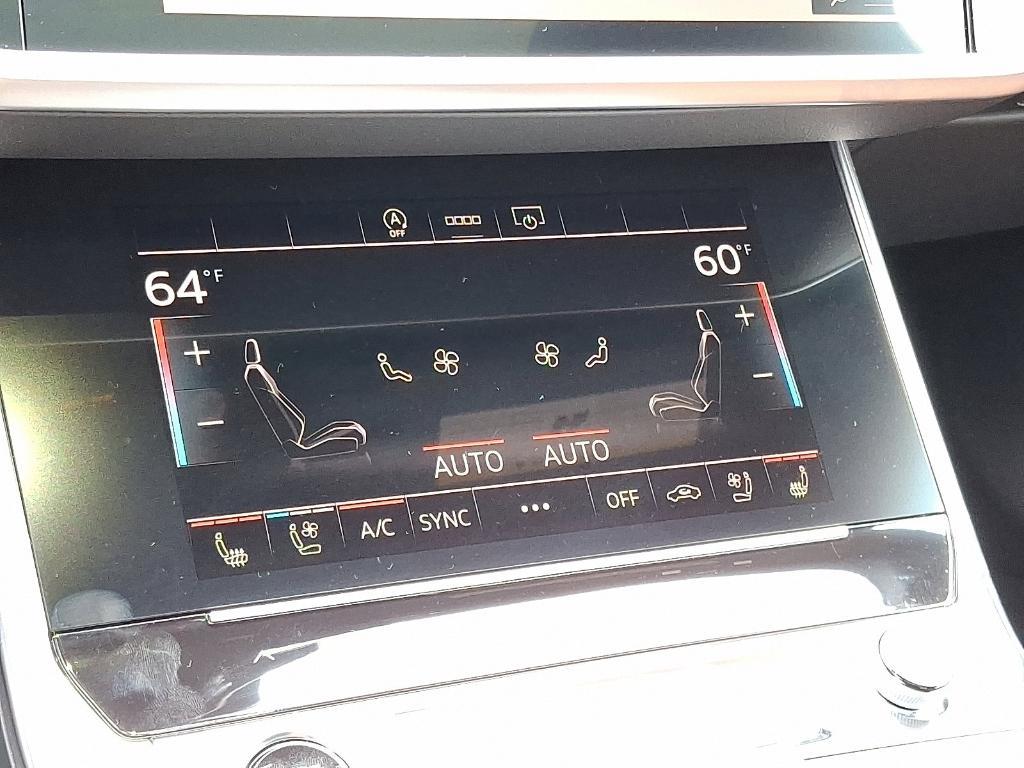 A
OFF
64°F
60°F
+
+
−
−
AUTO AUTO
A/C SYNC ... OFF